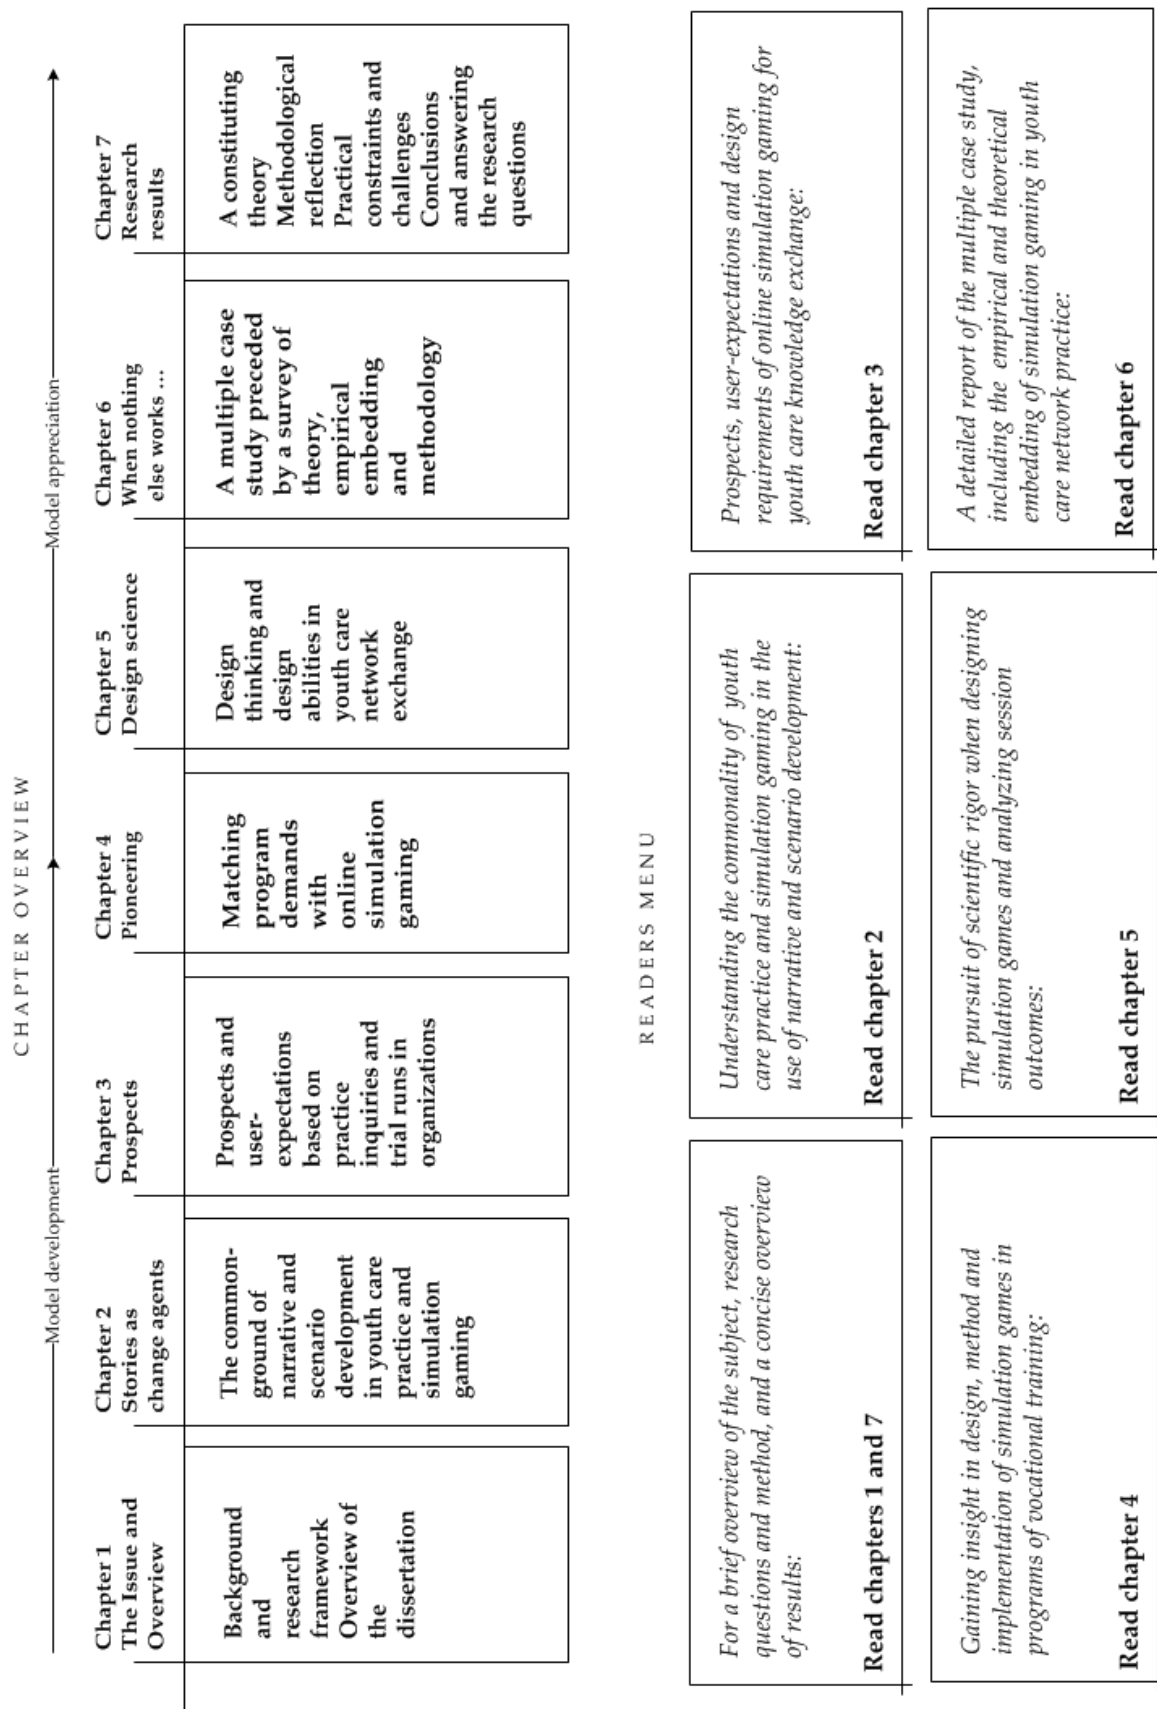 CHAPTER OVERVIEW
Model development
Model appreciation
Chapter 1
The Issue and
Overview
Background
and
research
framework
Overview of
the
dissertation
Chapter 2
Stories as
change agents
The common-
ground of
narrative and
scenario
development
in youth care
practice and
simulation
gaming
Chapter 3
Prospects
Prospects and
user-
expectations
based on
practice
inquiries and
trial runs in
organizations
Chapter 4
Pioneering
Matching
program
demands
with
online
simulation
gaming
Chapter 5
Design science
Design
thinking and
design
abilities in
youth care
network
exchange
Chapter 6
When nothing
else works ...
A multiple case
study preceded
by a survey of
theory,
empirical
embedding
and
methodology
Chapter 7
Research
results
A constituting
theory
Methodological
reflection
Practical
constraints and
challenges
Conclusions
and answering
the research
questions
READERS MENU
For a brief overview of the subject, research
questions and method, and a concise overview
of results:
Read chapters 1 and 7
Understanding the commonality of youth
care practice and simulation gaming in the
use of narrative and scenario development:
Read chapter 2
Prospects, user-expectations and design
requirements of online simulation gaming for
youth care knowledge exchange:
Read chapter 3
Gaining insight in design, method and
implementation of simulation games in
programs of vocational training:
Read chapter 4
The pursuit of scientific rigor when designing
simulation games and analyzing session
outcomes:
Read chapter 5
A detailed report of the multiple case study,
including the empirical and theoretical
embedding of simulation gaming in youth
care network practice:
Read chapter 6